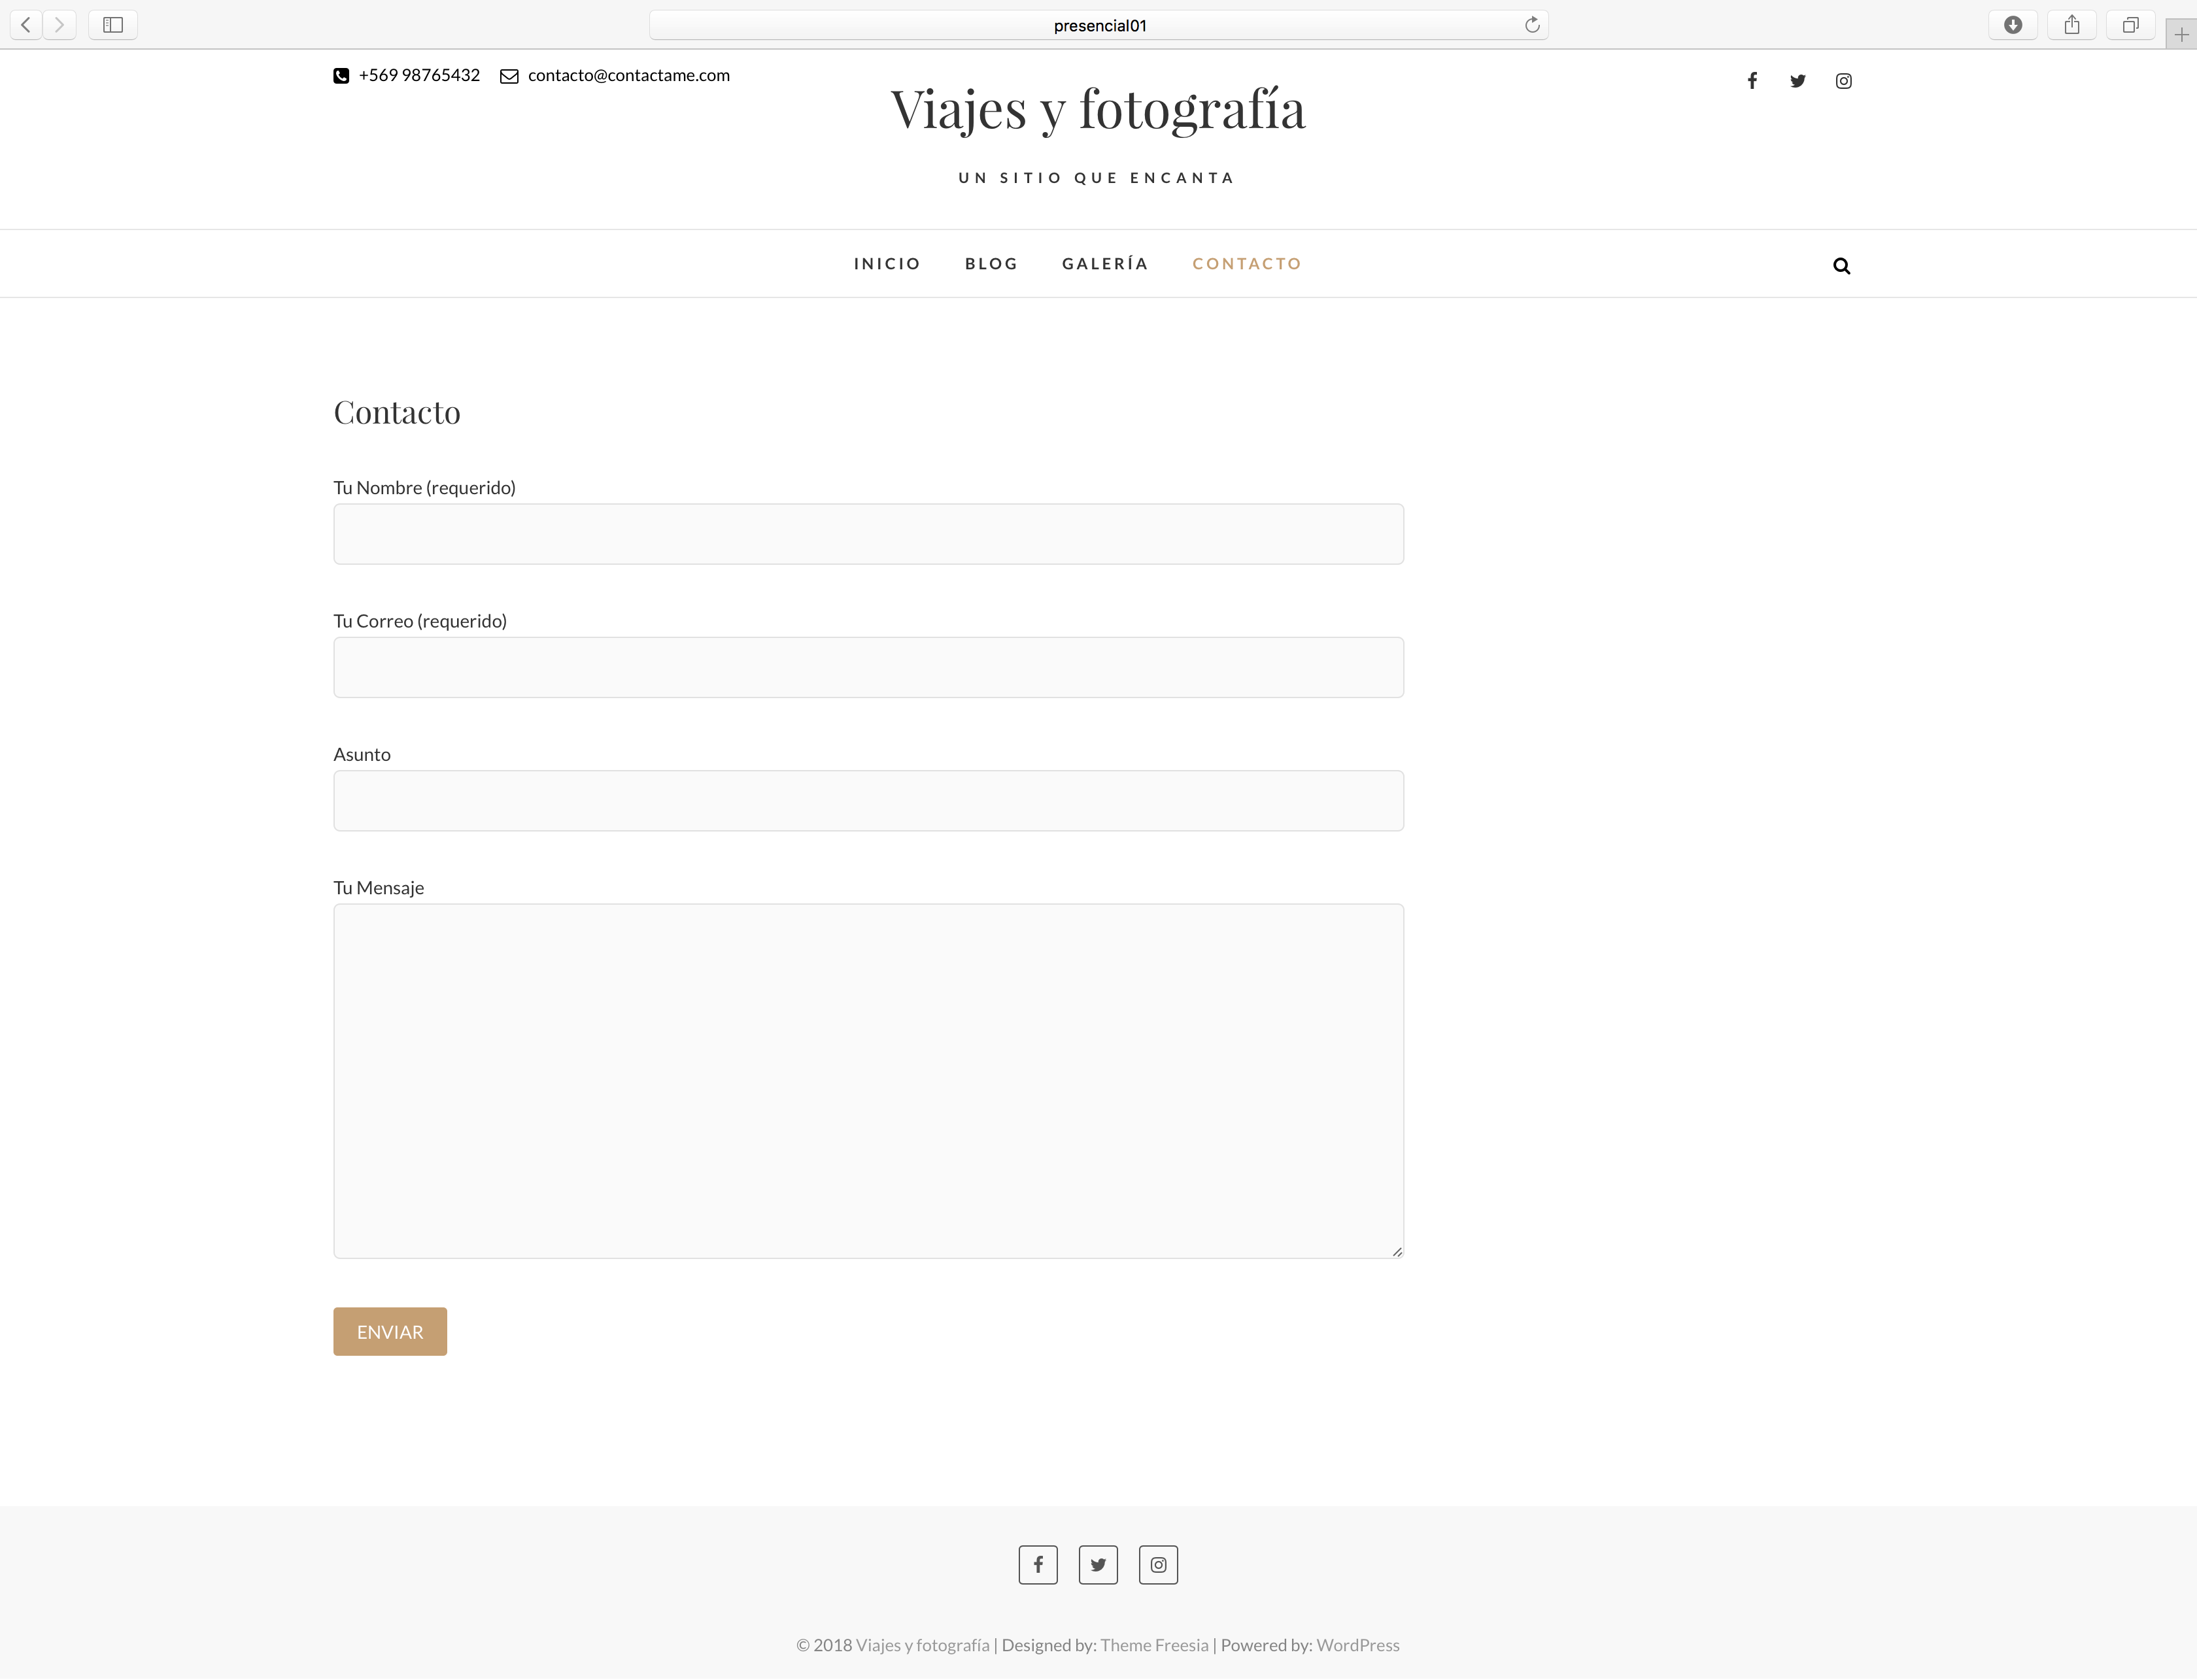 presencial01
+569 98765432 contacto@contactame.com
Viajes y fotografía
UN SITIO QUE ENCANTA
INICIO BLOG GALERÍA CONTACTO
Contacto
Tu Nombre (requerido)
Tu Correo (requerido)
Asunto
Tu Mensaje
ENVIAR
© 2018 Viajes y fotografía | Designed by: Theme Freesia | Powered by: WordPress